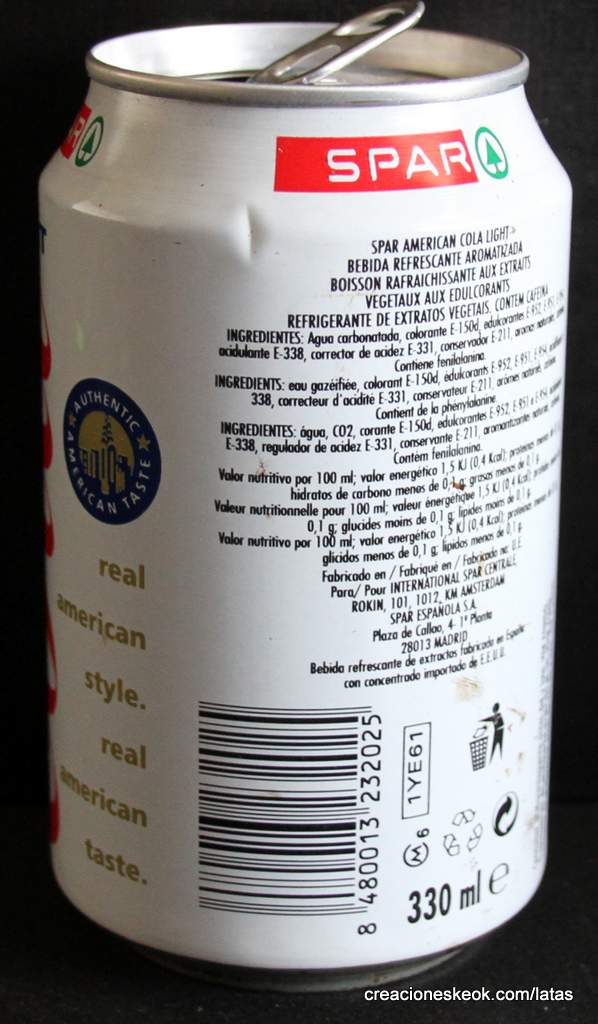 SPAR
SPAR AMERICAN COLA LIGHT
BEBIDA REFRESCANTE AROMATIZADA
BOISSON RAFRAICHISSANTE AUX EXTRAITS
VEGETAUX AUX EDULCORANTS
REFRIGERANTE DE EXTRATOS VEGETAIS. CONTEM CAFEINA
INGREDIENTES: Agua carbonatada, colorante E-150d, edulcorantes E-952, E-951
acidulante E-338, corrector de acidez E-331, conservador E-211, aromas
Contiene fenilalanina.
INGREDIENTS: eau gazéifiée, colorant E-150d, édulcorants E-952, E-951, E-954,
338, correcteur d'acidité E-331, conservateur E-211, arômes naturels,
Contient de la phénylalanine.
INGREDIENTES: água, CO2, corante E-150d, edulcorantes E-952, E-951
E-338, regulador de acidez E-331, conservante E-211, aromantizantes
Contém fenilalanina.
Valor nutritivo por 100 ml; valor energético 1,5 KJ (0,4 Kcal); proteinas
hidratos de carbono menos de 0,1 g; grasas menos de 0,1 g.
Valeur nutritionnelle pour 100 ml; valeur énergétique 1,5 KJ (0,4 Kcal);
0,1 g; glucides moins de 0,1 g; lipides moins de 0,1 g.
Valor nutritivo por 100 ml; valor energético 1,5 KJ (0,4 Kcal);
glicidos menos de 0,1 g; lipidos menos de 0,1 g.
Fabricado en / Fabriqué en / Fabricado na: U.E.
Para/ Pour INTERNATIONAL SPAR CENTRALE
ROKIN, 101, 1012, KM AMSTERDAM
SPAR ESPAÑOLA S.A.
Plaza de Callao, 4- 1ª Planta
28013 MADRID
Bebida refrescante de extractos fabricada en España
con concentrado importado de E.E.U.U.
AUTHENTIC
AMERICAN TASTE
real
american
style.
real
american
taste.
8 480013 232025
1YE61
M 6
330 ml e
creacioneskeok.com/latas